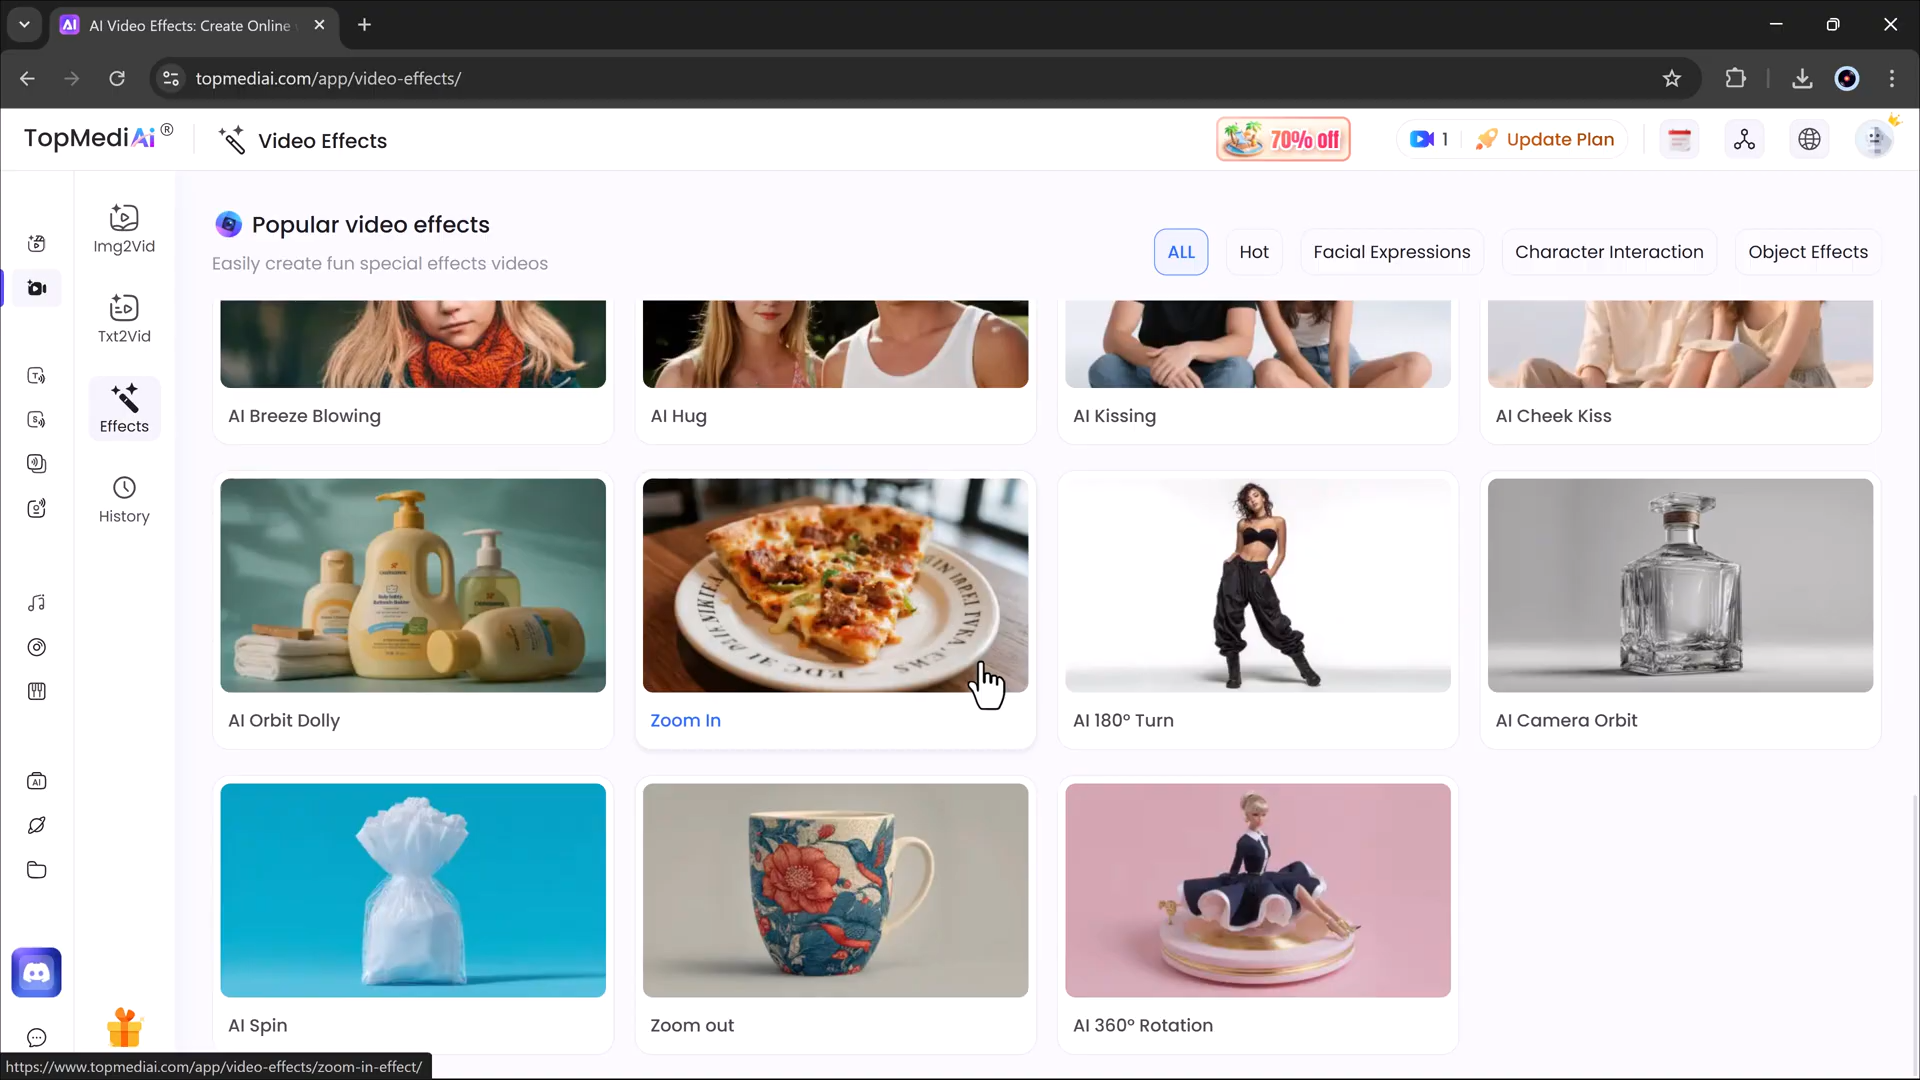 AI Video Effects: Create Online
topmediai.com/app/video-effects/
TopMediAi®
Video Effects
70% off
1
Update Plan
Img2Vid
Txt2Vid
Effects
History
Popular video effects
Easily create fun special effects videos
ALL
Hot
Facial Expressions
Character Interaction
Object Effects
AI Breeze Blowing
AI Hug
AI Kissing
AI Cheek Kiss
AI Orbit Dolly
Zoom In
AI 180° Turn
AI Camera Orbit
AI Spin
Zoom out
AI 360° Rotation
https://www.topmediai.com/app/video-effects/zoom-in-effect/